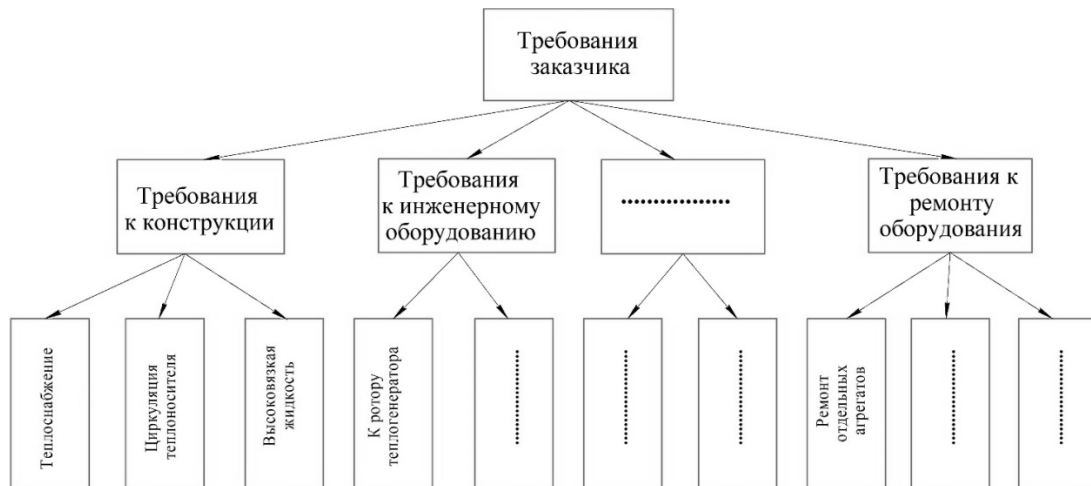 Требования
заказчика
Требования
к конструкции
Требования
к инженерному
оборудованию
..................
Требования к
ремонту
оборудования
Теплоснабжение
Циркуляция
теплоносителя
Высоковязкая
жидкость
К ротору
теплогенератора
..................
..................
..................
Ремонт
отдельных
агрегатов
..................
..................